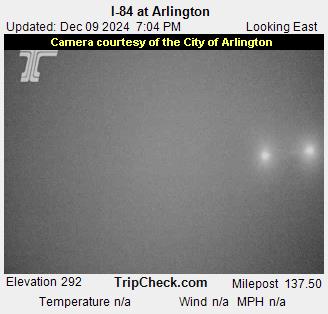 I-84 at Arlington
Updated: Dec 09 2024 7:04 PM Looking East
Camera courtesy of the City of Arlington
Elevation 292 TripCheck.com Milepost 137.50
Temperature n/a Wind n/a MPH n/a